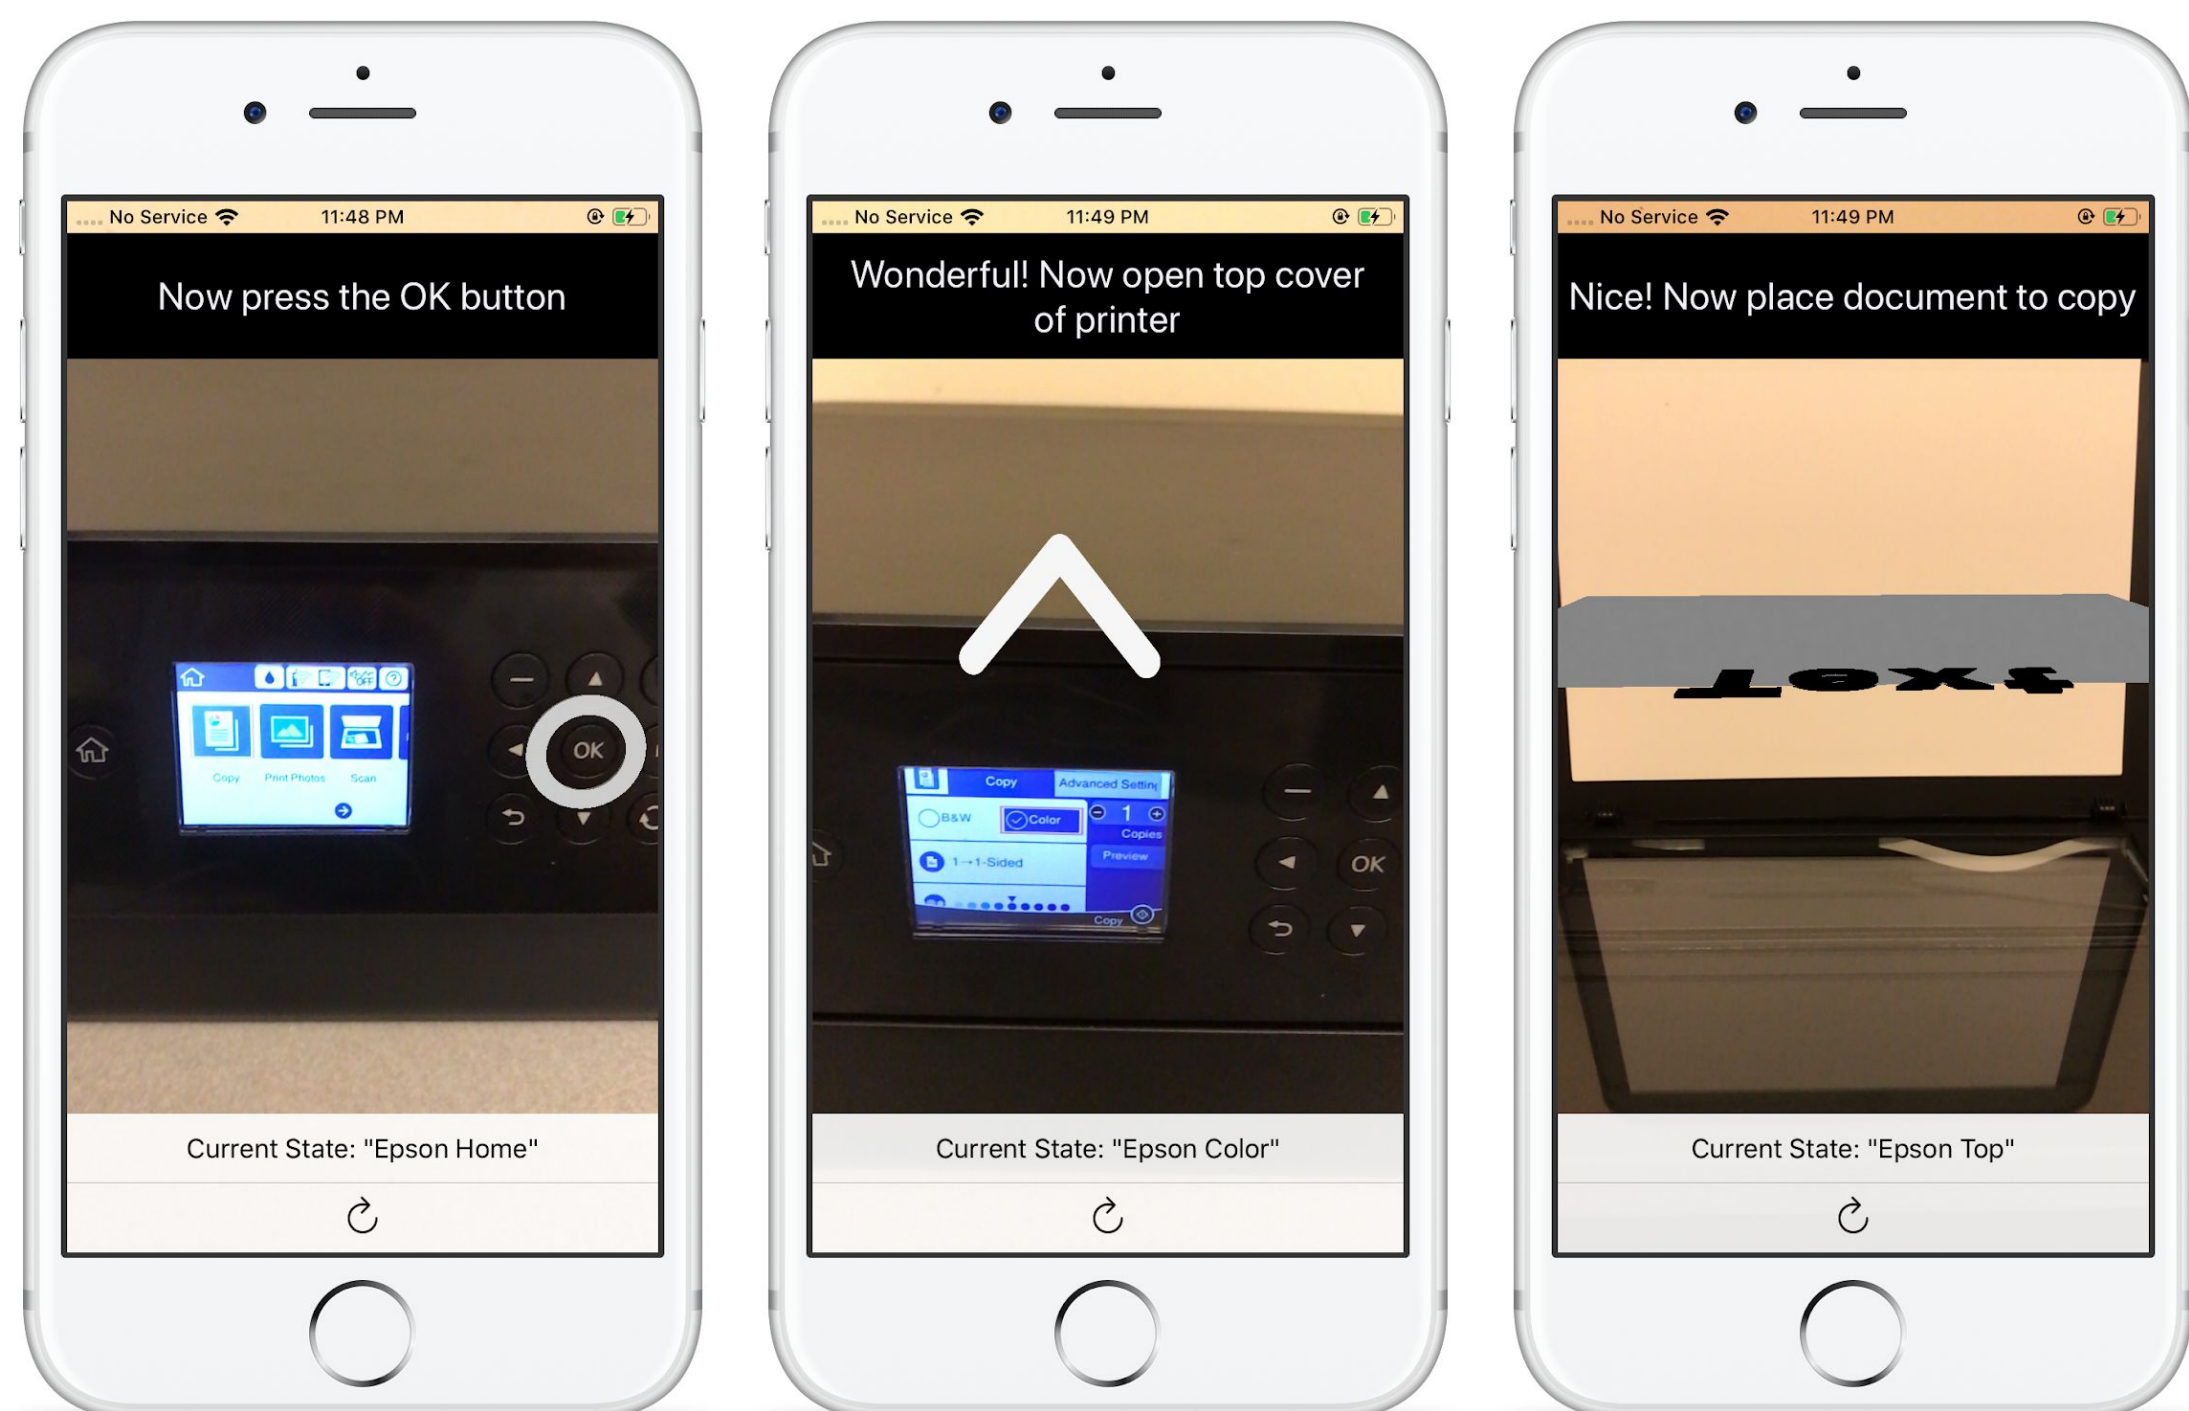 No Service 11:48 PM
Now press the OK button
OK
OFF ?
Copy Print Photos Scan
Current State: "Epson Home"
No Service 11:49 PM
Wonderful! Now open top cover
of printer
Copy Advanced Settin
B&W Color 1
Copies
1→1-Sided Preview
OK
Copy
Current State: "Epson Color"
No Service 11:49 PM
Nice! Now place document to copy
Text
Current State: "Epson Top"